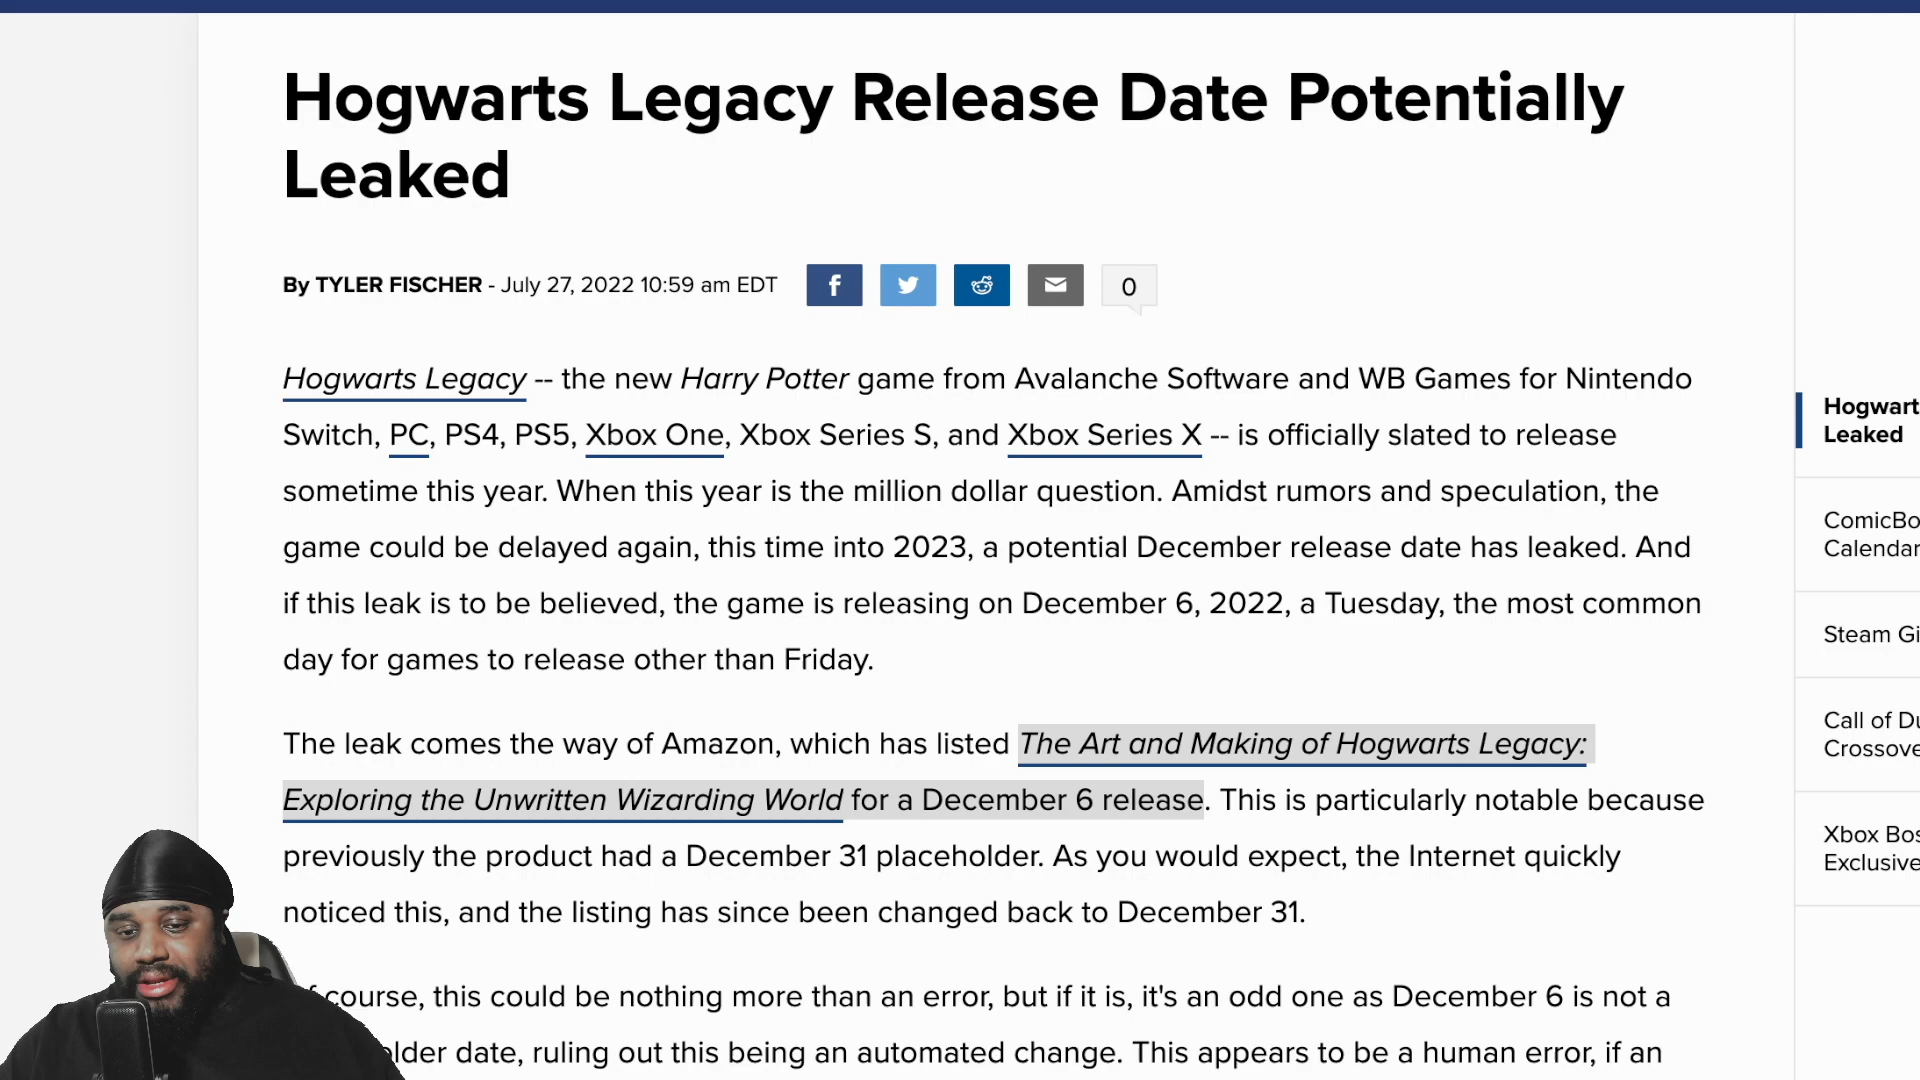 Hogwarts Legacy Release Date Potentially
Leaked
By TYLER FISCHER - July 27, 2022 10:59 am EDT
0
Hogwarts Legacy -- the new Harry Potter game from Avalanche Software and WB Games for Nintendo
Switch, PC, PS4, PS5, Xbox One, Xbox Series S, and Xbox Series X -- is officially slated to release
sometime this year. When this year is the million dollar question. Amidst rumors and speculation, the
game could be delayed again, this time into 2023, a potential December release date has leaked. And
if this leak is to be believed, the game is releasing on December 6, 2022, a Tuesday, the most common
day for games to release other than Friday.
The leak comes the way of Amazon, which has listed The Art and Making of Hogwarts Legacy:
Exploring the Unwritten Wizarding World for a December 6 release. This is particularly notable because
previously the product had a December 31 placeholder. As you would expect, the Internet quickly
noticed this, and the listing has since been changed back to December 31.
f course, this could be nothing more than an error, but if it is, it's an odd one as December 6 is not a
older date, ruling out this being an automated change. This appears to be a human error, if an
Hogwart
Leaked
ComicBo
Calendar
Steam Gi
Call of Du
Crossove
Xbox Bos
Exclusive